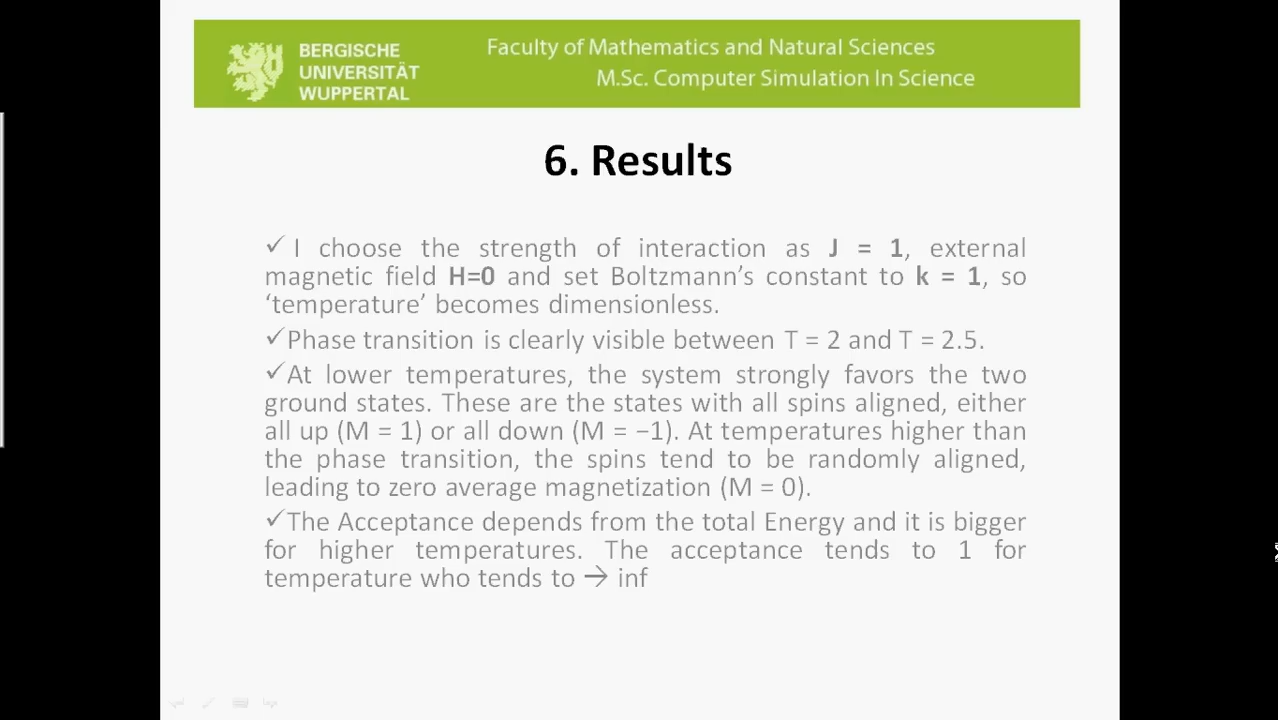 BERGISCHE
UNIVERSITÄT
WUPPERTAL
Faculty of Mathematics and Natural Sciences
M.Sc. Computer Simulation In Science
6. Results
✓I choose the strength of interaction as J = 1, external
magnetic field H=0 and set Boltzmann’s constant to k = 1, so
‘temperature’ becomes dimensionless.
✓Phase transition is clearly visible between T = 2 and T = 2.5.
✓At lower temperatures, the system strongly favors the two
ground states. These are the states with all spins aligned, either
all up (M = 1) or all down (M = −1). At temperatures higher than
the phase transition, the spins tend to be randomly aligned,
leading to zero average magnetization (M = 0).
✓The Acceptance depends from the total Energy and it is bigger
for higher temperatures. The acceptance tends to 1 for
temperature who tends to → inf